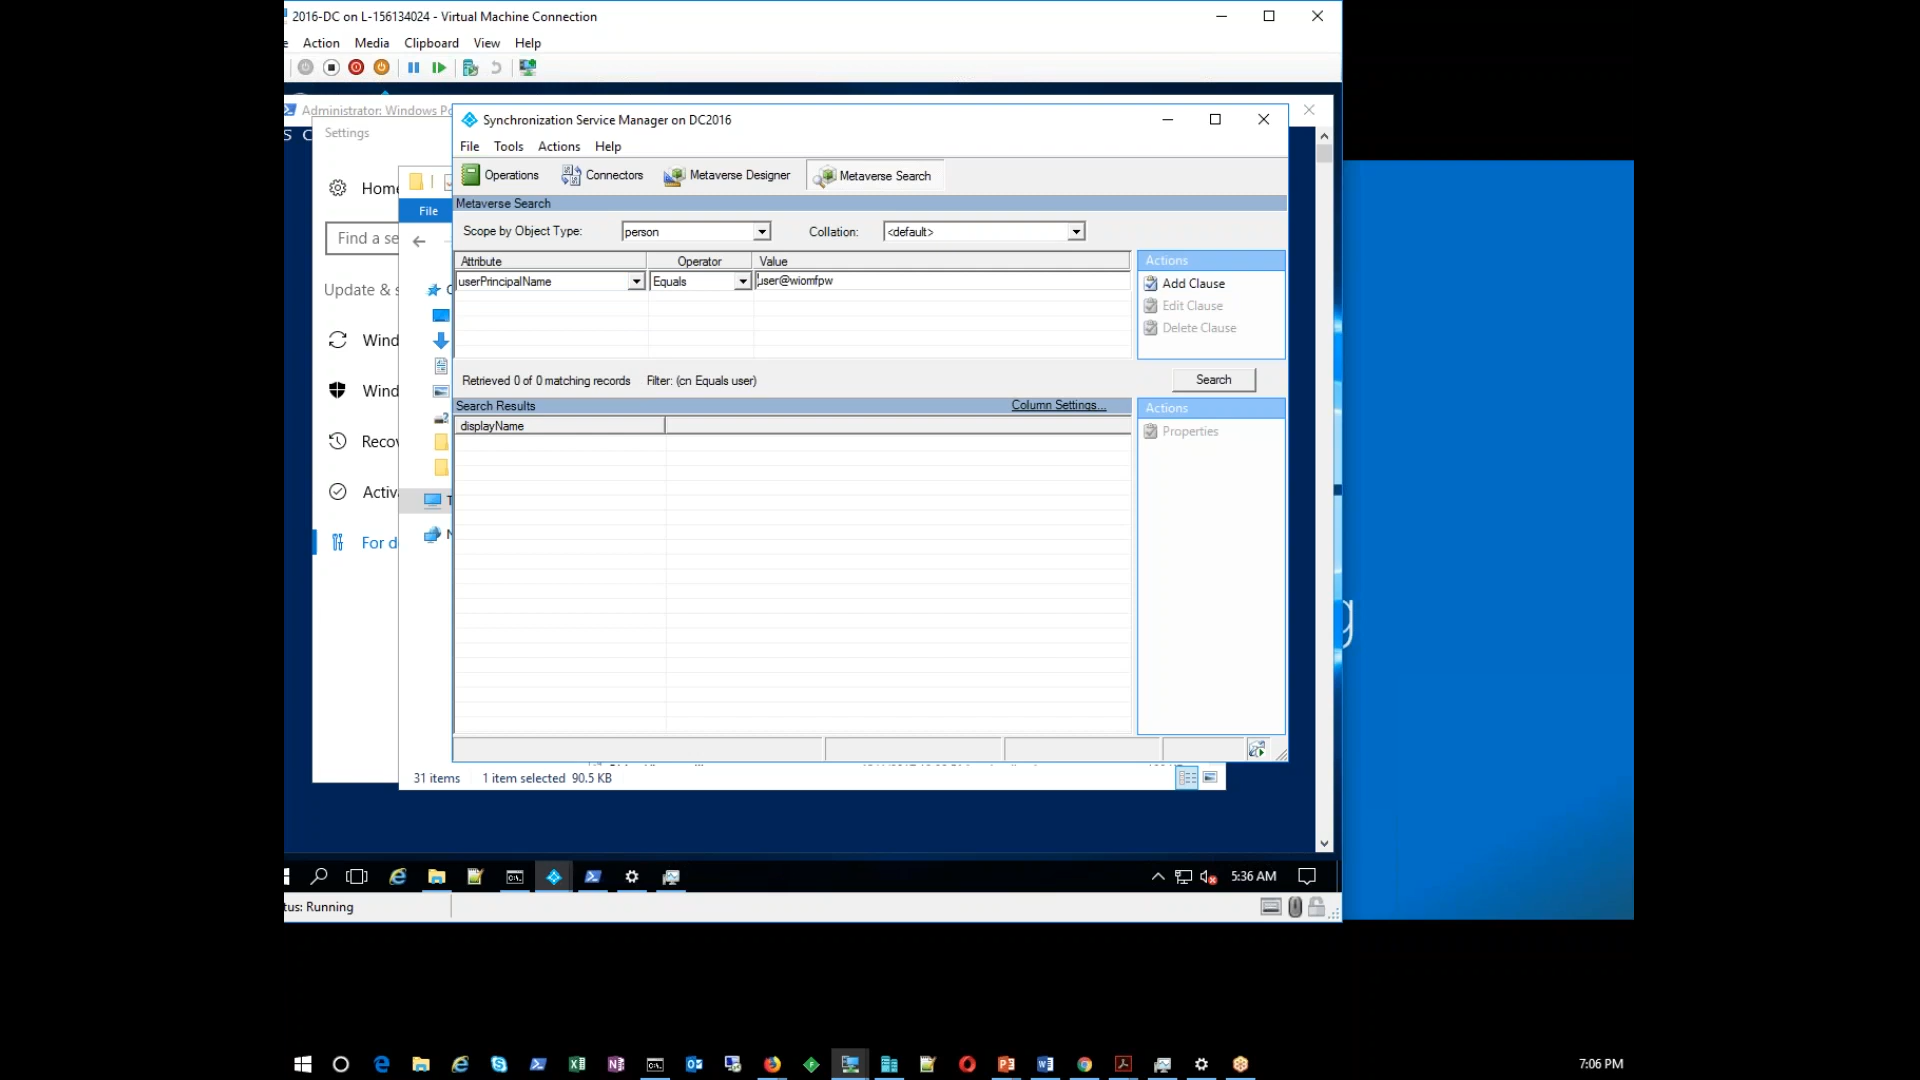 2016-DC on L-156134024 - Virtual Machine Connection
Action Media Clipboard View Help
Administrator: Windows Po
S C
Settings
Home
Find a se
Update & s
Wind
Wind
Recov
Activ
For d
File
Synchronization Service Manager on DC2016
File Tools Actions Help
Operations Connectors Metaverse Designer Metaverse Search
Metaverse Search
Scope by Object Type: person Collation: <default>
Attribute Operator Value
userPrincipalName Equals user@wiomfpw
Actions
Add Clause
Edit Clause
Delete Clause
Retrieved 0 of 0 matching records Filter: (cn Equals user)
Search
Search Results Column Settings...
displayName
Actions
Properties
31 items 1 item selected 90.5 KB
5:36 AM
tus: Running
g
7:06 PM